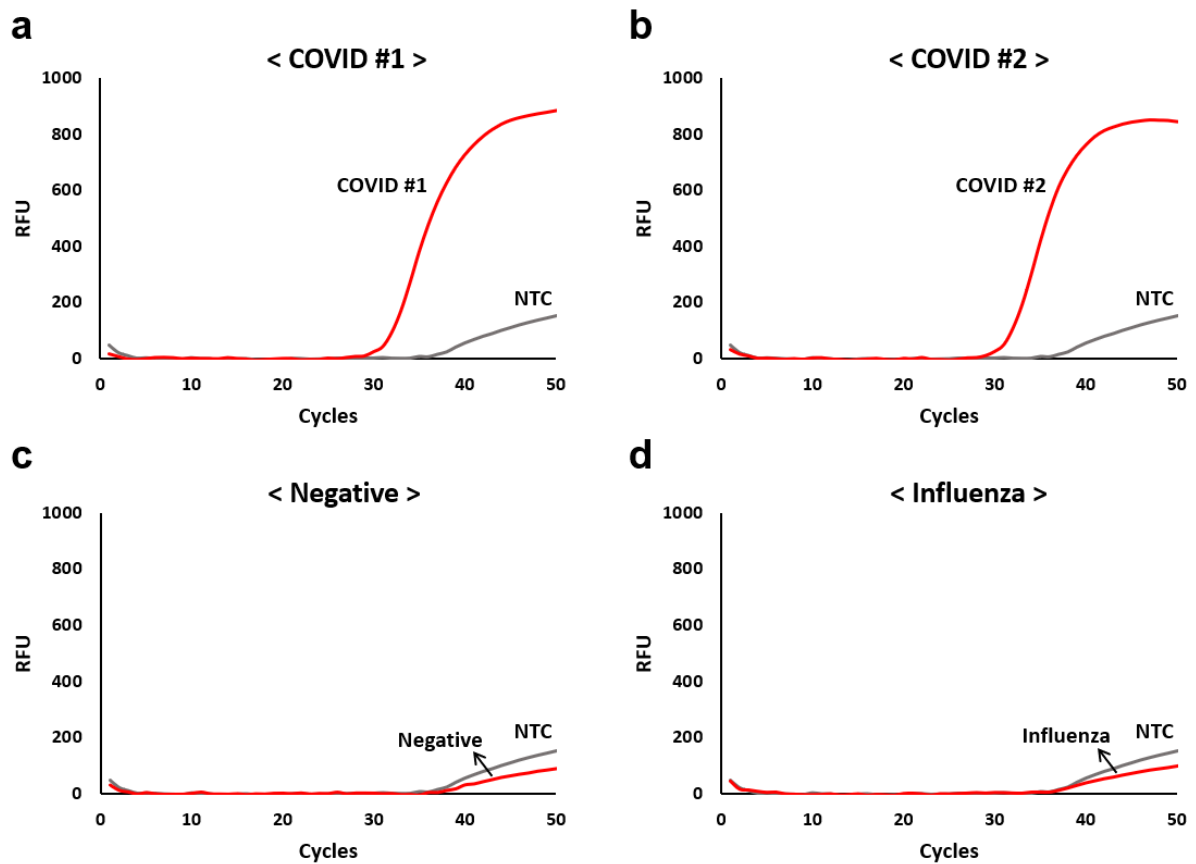 a
< COVID #1 >
1000
800
600
400
200
0
RFU
COVID #1
NTC
0 10 20 30 40 50
Cycles
b
< COVID #2 >
1000
800
600
400
200
0
RFU
COVID #2
NTC
0 10 20 30 40 50
Cycles
c
< Negative >
1000
800
600
400
200
0
RFU
Negative
NTC
0 10 20 30 40 50
Cycles
d
< Influenza >
1000
800
600
400
200
0
RFU
Influenza
NTC
0 10 20 30 40 50
Cycles